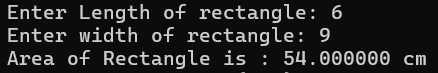 Enter Length of rectangle: 6
Enter width of rectangle: 9
Area of Rectangle is : 54.000000 cm